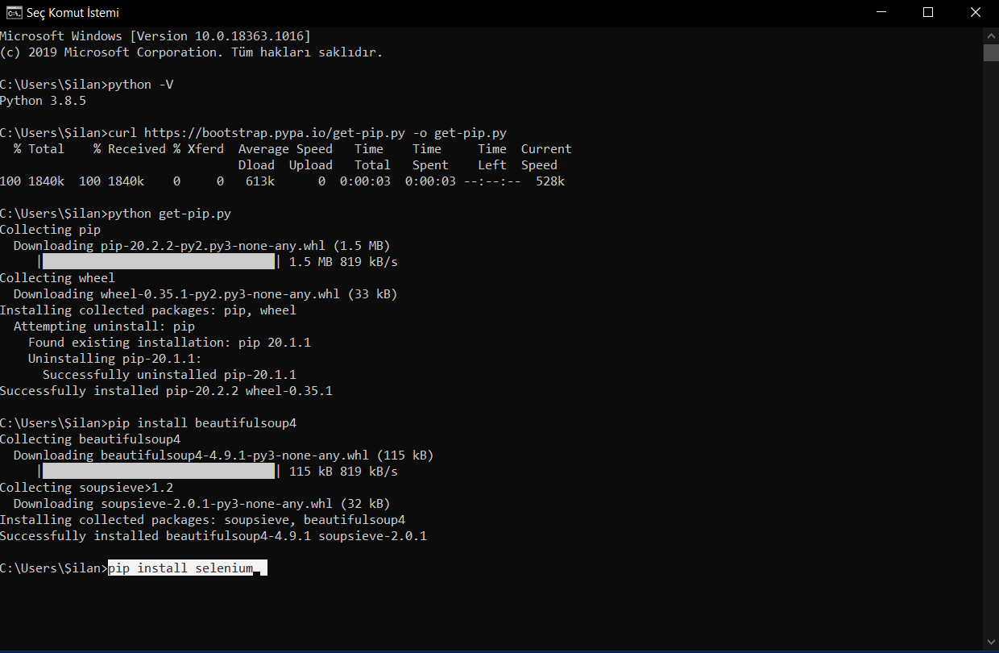 Seç Komut İstemi
Microsoft Windows [Version 10.0.18363.1016]
(c) 2019 Microsoft Corporation. Tüm hakları saklıdır.
C:\Users\Şilan>python -V
Python 3.8.5
C:\Users\Şilan>curl https://bootstrap.pypa.io/get-pip.py -o get-pip.py
  % Total    % Received % Xferd  Average Speed   Time    Time     Time  Current
                                 Dload  Upload   Total   Spent    Left  Speed
100 1840k  100 1840k    0     0   613k      0  0:00:03  0:00:03 --:--:--  528k
C:\Users\Şilan>python get-pip.py
Collecting pip
  Downloading pip-20.2.2-py2.py3-none-any.whl (1.5 MB)
     |████████████████████████████████| 1.5 MB 819 kB/s
Collecting wheel
  Downloading wheel-0.35.1-py2.py3-none-any.whl (33 kB)
Installing collected packages: pip, wheel
  Attempting uninstall: pip
    Found existing installation: pip 20.1.1
    Uninstalling pip-20.1.1:
      Successfully uninstalled pip-20.1.1
Successfully installed pip-20.2.2 wheel-0.35.1
C:\Users\Şilan>pip install beautifulsoup4
Collecting beautifulsoup4
  Downloading beautifulsoup4-4.9.1-py3-none-any.whl (115 kB)
     |████████████████████████████████| 115 kB 819 kB/s
Collecting soupsieve>1.2
  Downloading soupsieve-2.0.1-py3-none-any.whl (32 kB)
Installing collected packages: soupsieve, beautifulsoup4
Successfully installed beautifulsoup4-4.9.1 soupsieve-2.0.1
C:\Users\Şilan>pip install selenium